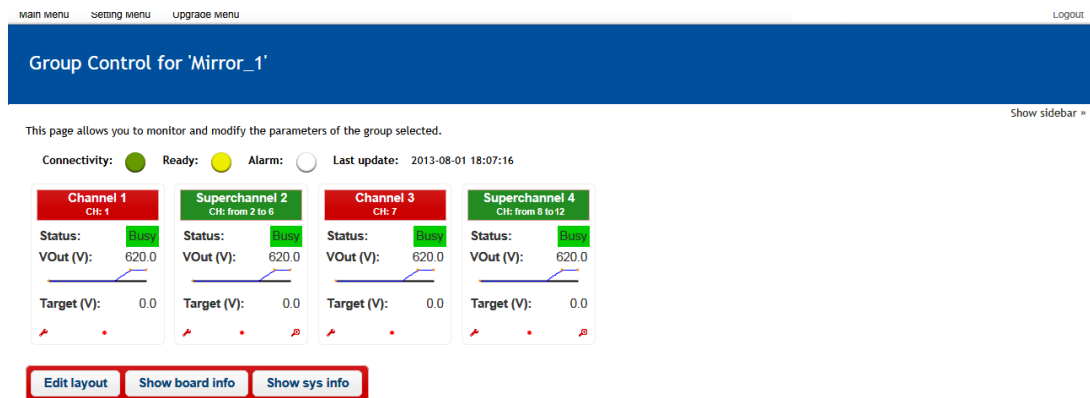 Main Menu Setting Menu Upgrade Menu Logout
Group Control for 'Mirror_1'
Show sidebar »
This page allows you to monitor and modify the parameters of the group selected.
Connectivity: Ready: Alarm: Last update: 2013-08-01 18:07:16
Channel 1 Superchannel 2 Channel 3 Superchannel 4
CH: 1 CH: from 2 to 6 CH: 7 CH: from 8 to12
Status: Busy Status: Busy Status: Busy Status: Busy
VOut (V): 620.0 VOut (V): 620.0 VOut (V): 620.0 VOut (V): 620.0
Target (V): 0.0 Target (V): 0.0 Target (V): 0.0 Target (V): 0.0
Edit layout Show board info Show sys info